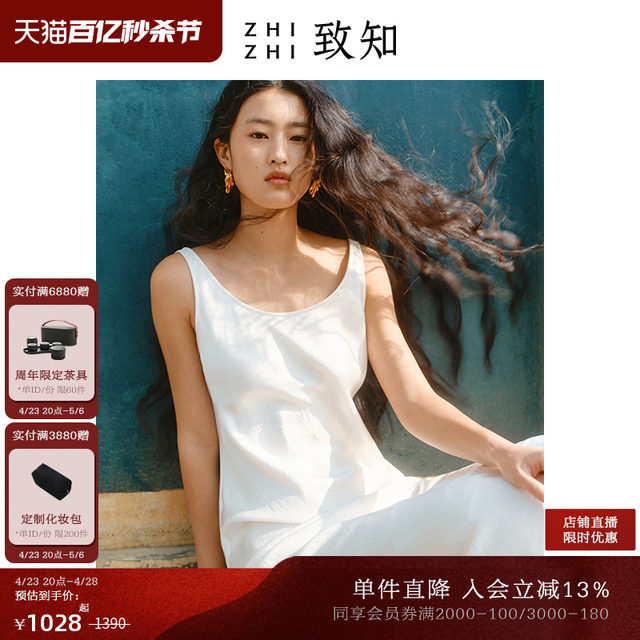 天猫百亿秒杀节
ZHI
ZHI
致知
实付满6880赠
周年限定茶具
*单ID/份 限60件
4/23 20点-5/6
实付满3880赠
定制化妆包
*单ID/份 限200件
4/23 20点-5/6
店铺直播
限时优惠
4/23 20点-4/28
预估到手价:
¥1028起 1390
单件直降 入会立减13%
同享会员券满2000-100/3000-180